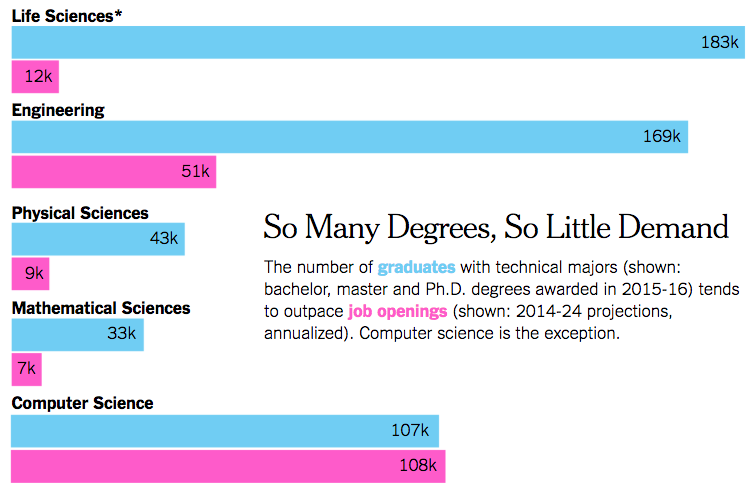 Life Sciences*
183k
12k
Engineering
169k
51k
Physical Sciences
43k
9k
Mathematical Sciences
33k
7k
Computer Science
107k
108k
So Many Degrees, So Little Demand
The number of graduates with technical majors (shown:
bachelor, master and Ph.D. degrees awarded in 2015-16) tends
to outpace job openings (shown: 2014-24 projections,
annualized). Computer science is the exception.